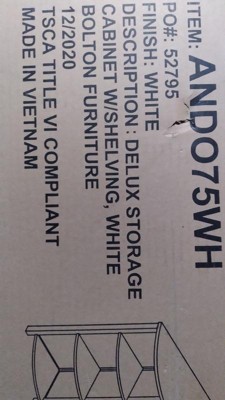 ITEM: ANDO75WH
PO#: 52795
FINISH: WHITE
DESCRIPTION : DELUX STORAGE
CABINET W/SHELVING, WHITE
BOLTON FURNITURE
12/2020
TSCA TITLE VI COMPLIANT
MADE IN VIETNAM